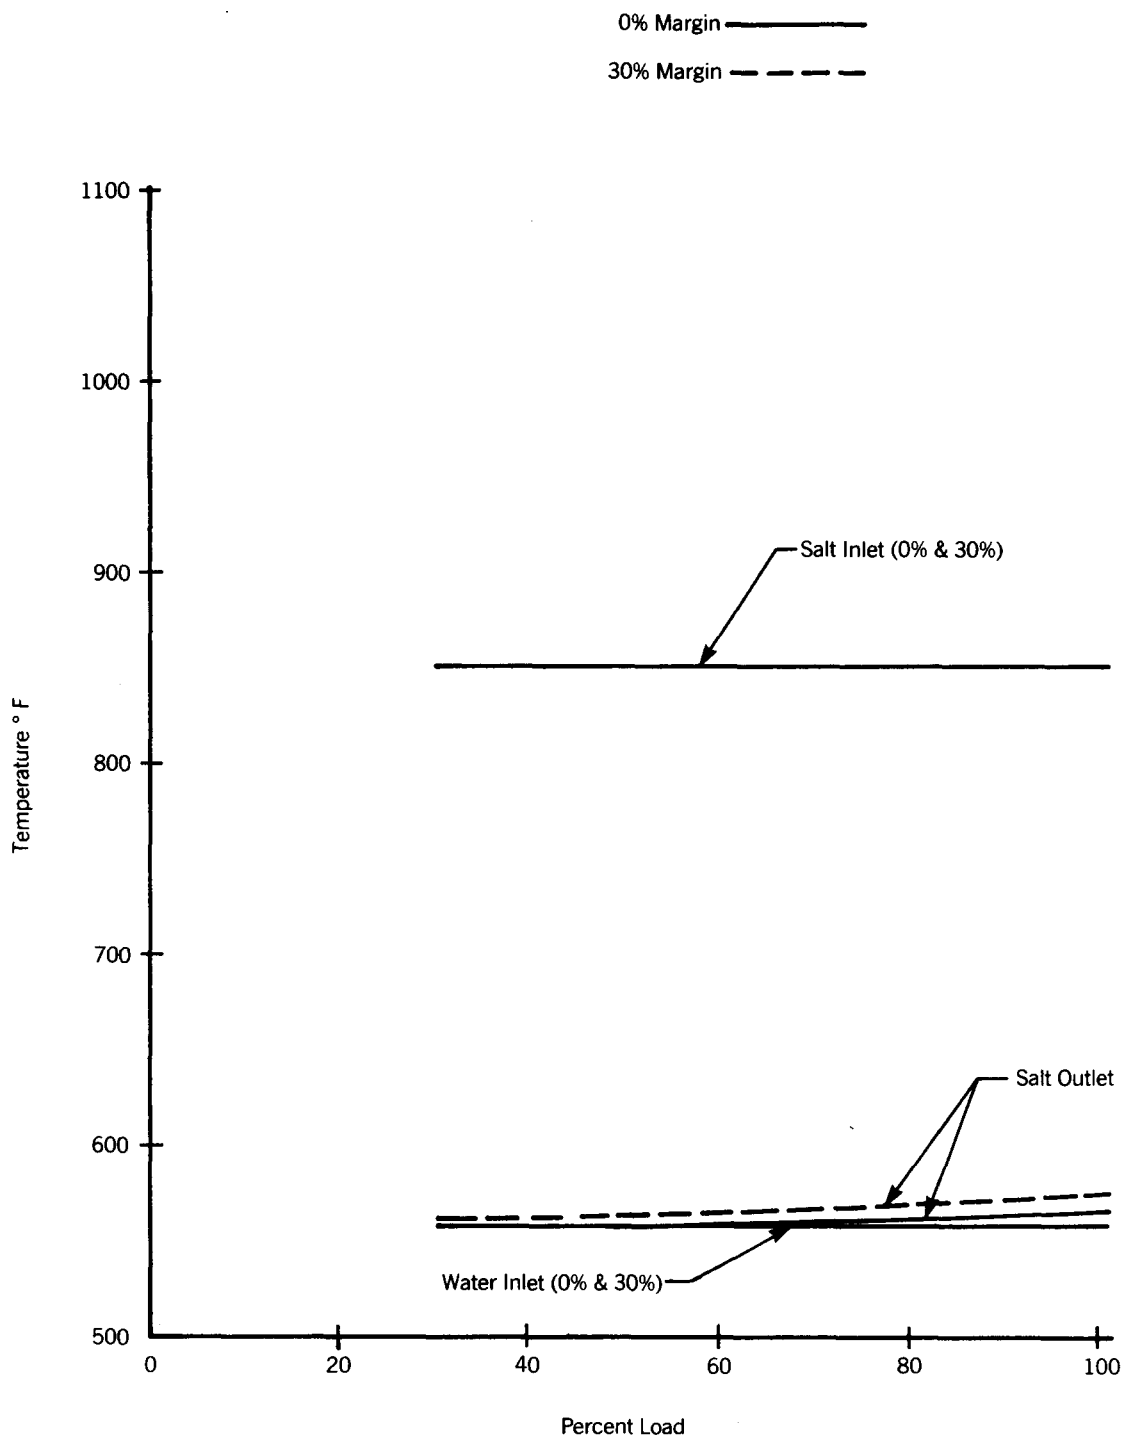 0% Margin
30% Margin
1100
1000
900
Salt Inlet (0% & 30%)
Temperature ° F
800
700
Salt Outlet
600
Water Inlet (0% & 30%)
500
0 20 40 60 80 100
Percent Load